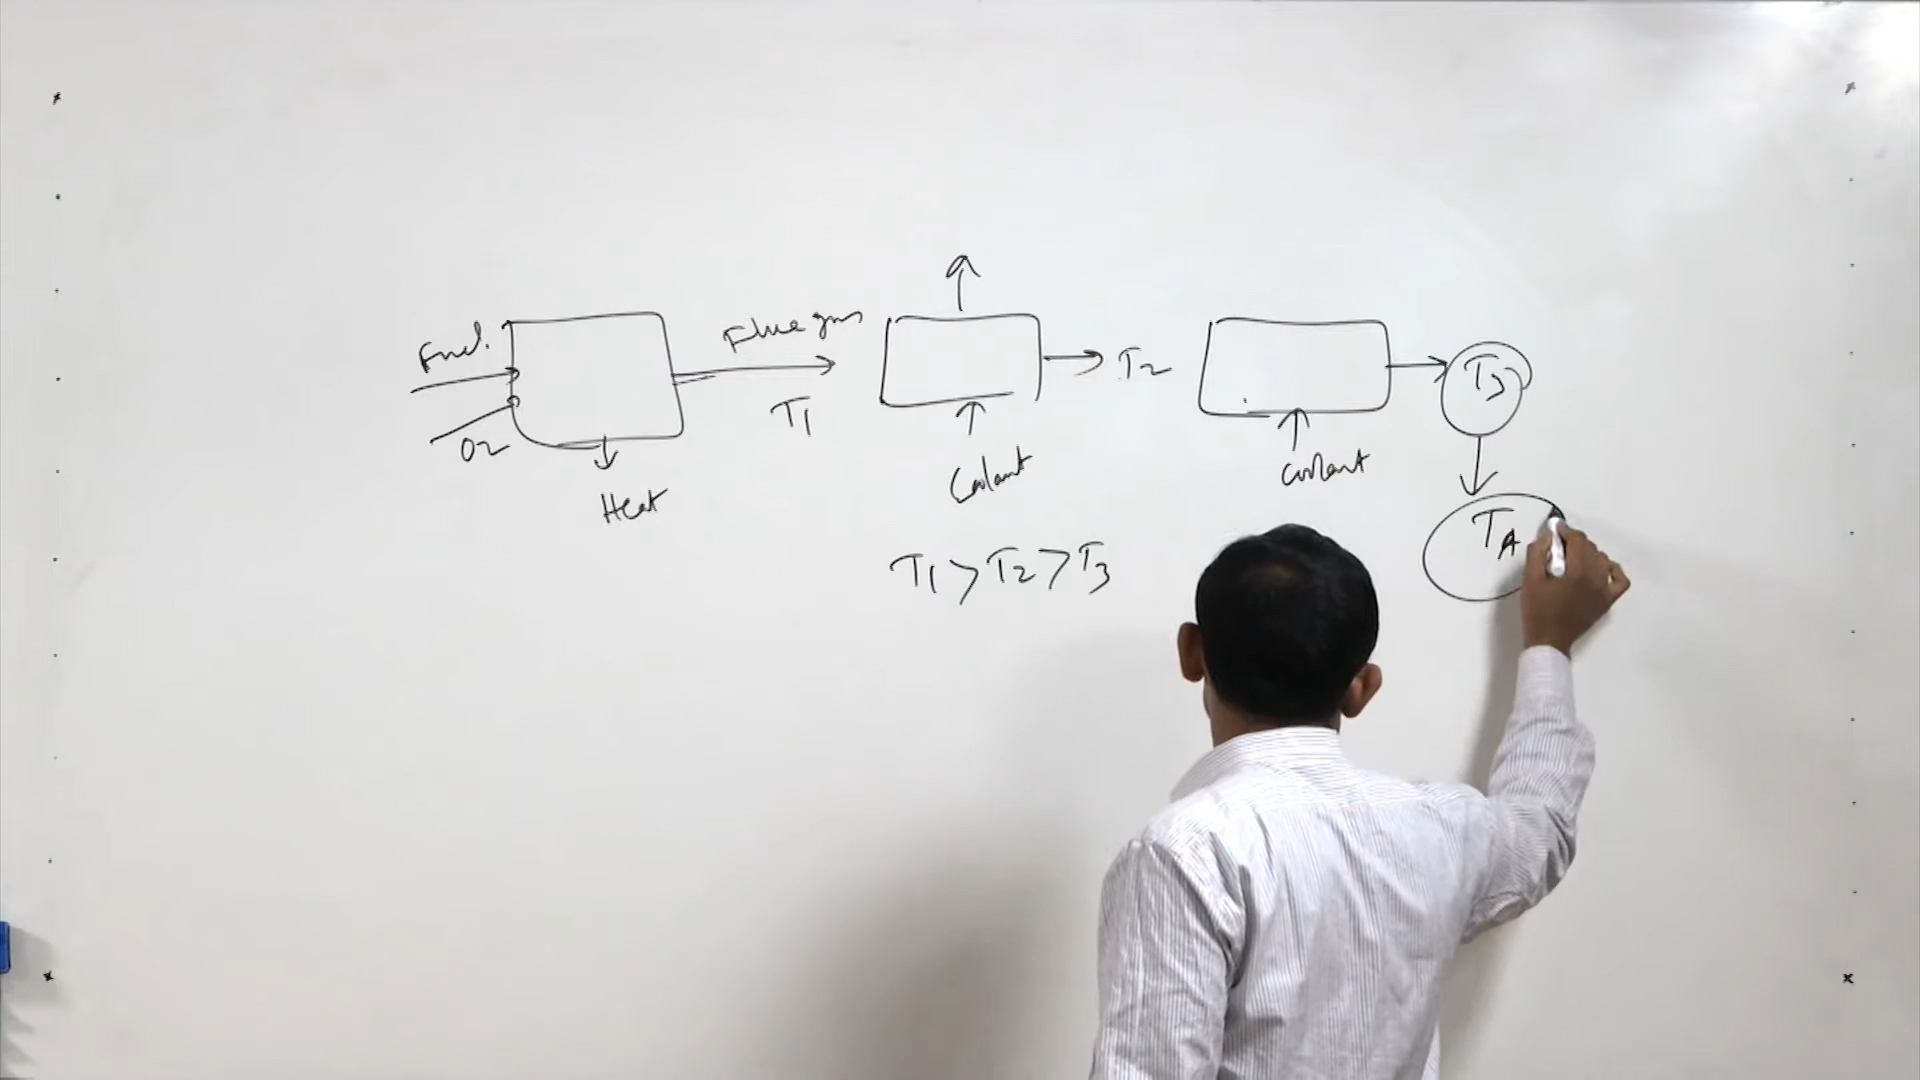 Fuel.
O2
Heat
Flue gas
T1
Coolant
T2
Coolant
T3
TA
T1 > T2 > T3